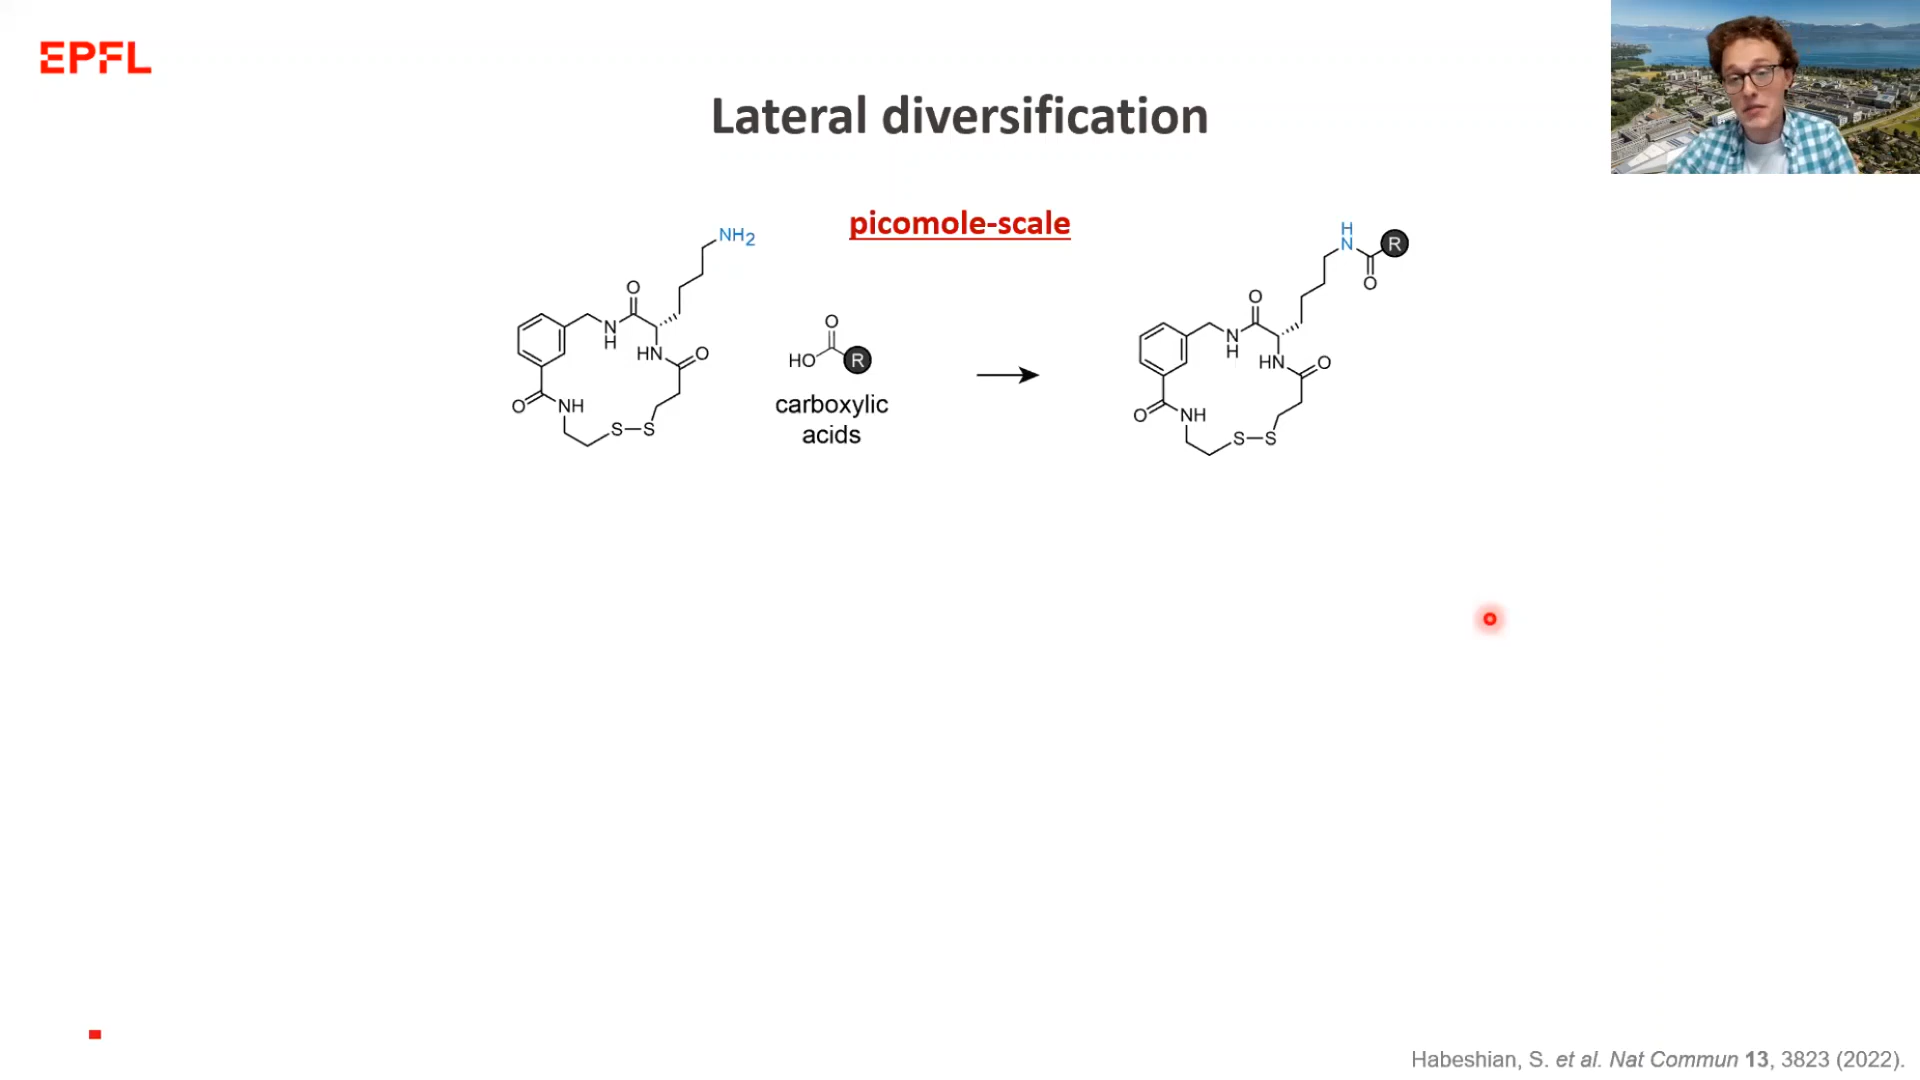 EPFL
Lateral diversification
picomole-scale
NH2
O
N
H
HN
O
O
NH
S
S
O
HO
R
carboxylic
acids
H
N
R
O
O
N
H
HN
O
O
NH
S
S
Habeshian, S. et al. Nat Commun 13, 3823 (2022).